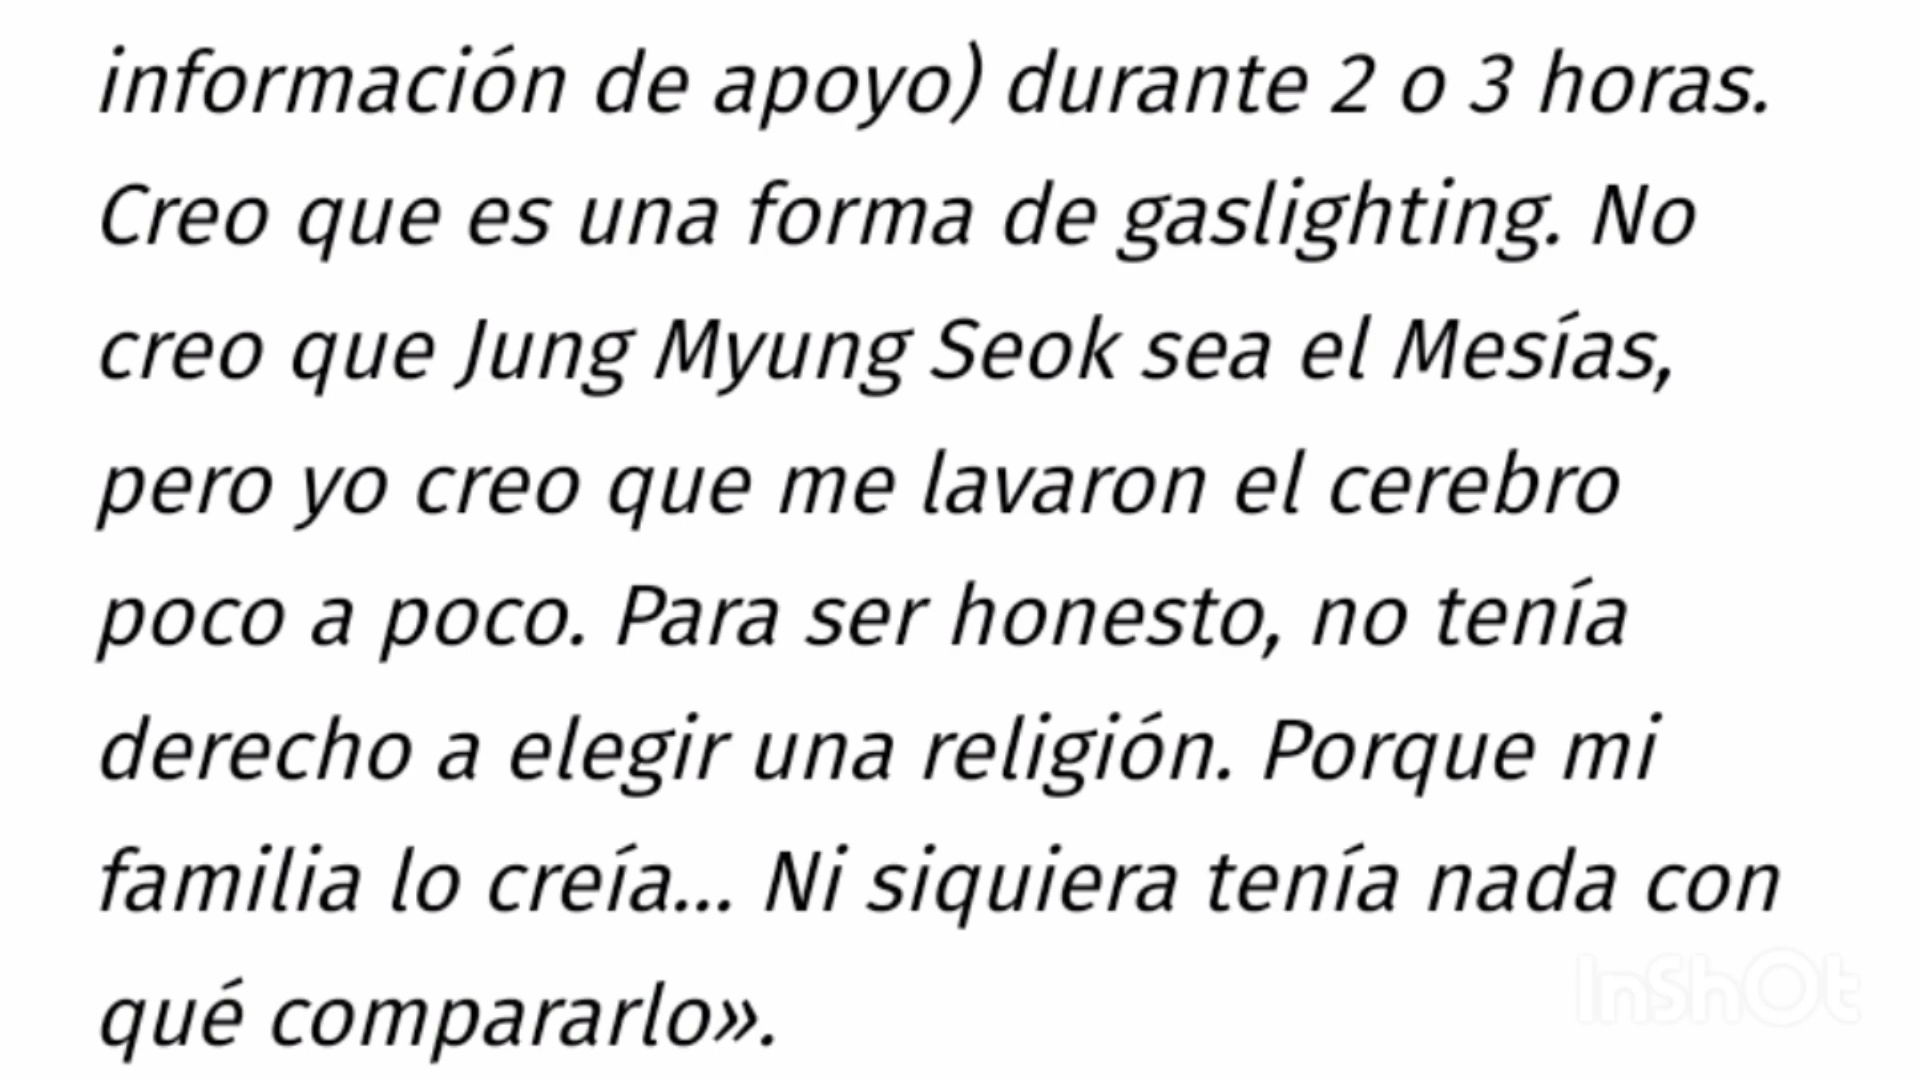 información de apoyo) durante 2 o 3 horas.
Creo que es una forma de gaslighting. No
creo que Jung Myung Seok sea el Mesías,
pero yo creo que me lavaron el cerebro
poco a poco. Para ser honesto, no tenía
derecho a elegir una religión. Porque mi
familia lo creía... Ni siquiera tenía nada con
qué compararlo».
InShOt